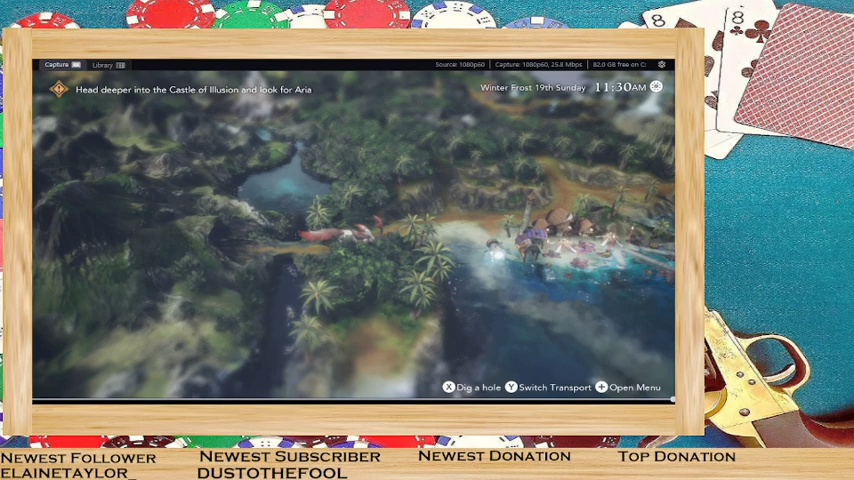 8 8
Capture Library Source: 1080p60 Capture: 1080p60, 25.8 Mbps 82.0 GB free on C:
Head deeper into the Castle of Illusion and look for Aria
Winter Frost 19th Sunday 11:30AM
X Dig a hole Y Switch Transport + Open Menu
Newest Follower Newest Subscriber Newest Donation Top Donation
elainetaylor_ dustothefool